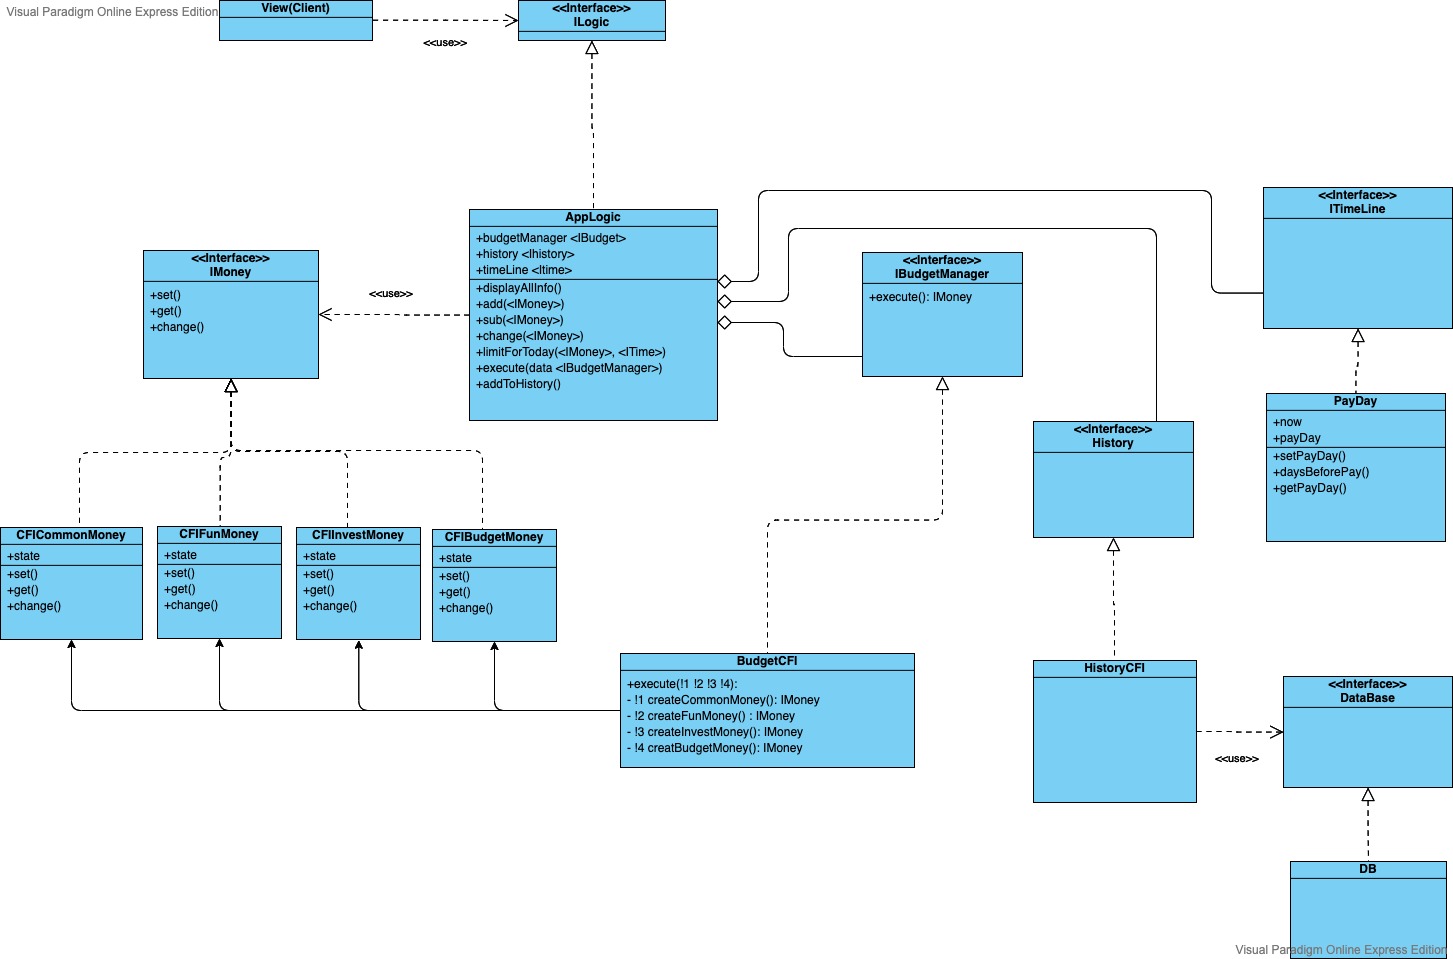 Visual Paradigm Online Express Edition
View(Client)
<<use>>
<<Interface>>
ILogic
AppLogic
+budgetManager <IBudget>
+history <Ihistory>
+timeLine <Itime>
+displayAllInfo()
+add(<IMoney>)
+sub(<IMoney>)
+change(<IMoney>)
+limitForToday(<IMoney>, <ITime>)
+execute(data <IBudgetManager>)
+addToHistory()
<<use>>
<<Interface>>
IMoney
+set()
+get()
+change()
<<Interface>>
IBudgetManager
+execute(): IMoney
<<Interface>>
ITimeLine
PayDay
+now
+payDay
+setPayDay()
+daysBeforePay()
+getPayDay()
<<Interface>>
History
CFICommonMoney
+state
+set()
+get()
+change()
CFIFunMoney
+state
+set()
+get()
+change()
CFIInvestMoney
+state
+set()
+get()
+change()
CFIBudgetMoney
+state
+set()
+get()
+change()
BudgetCFI
+execute(!1 !2 !3 !4):
- !1 createCommonMoney(): IMoney
- !2 createFunMoney() : IMoney
- !3 createInvestMoney(): IMoney
- !4 creatBudgetMoney(): IMoney
HistoryCFI
<<use>>
<<Interface>>
DataBase
DB
Visual Paradigm Online Express Edition